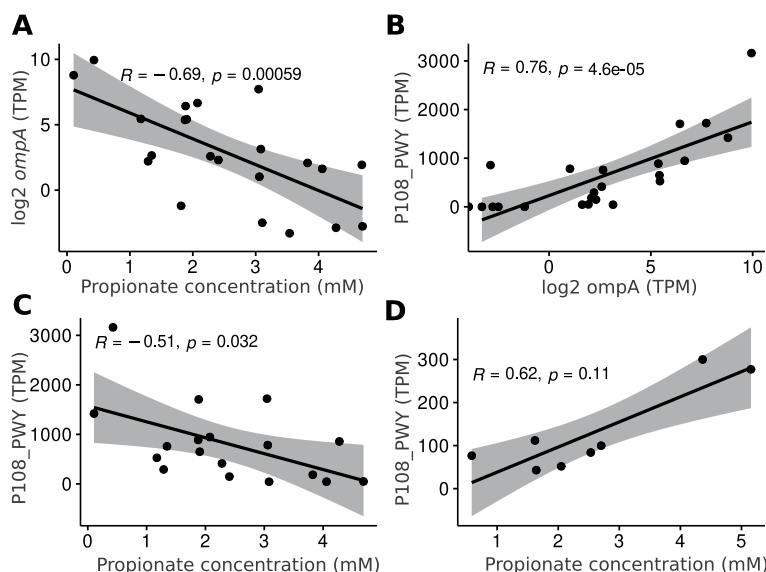 A
log2 ompA (TPM)
10
5
0
R = −0.69, p = 0.00059
0 1 2 3 4
Propionate concentration (mM)
B
P108_PWY (TPM)
3000
2000
1000
0
R = 0.76, p = 4.6e-05
0 5 10
log2 ompA (TPM)
C
P108_PWY (TPM)
3000
2000
1000
0
R = −0.51, p = 0.032
0 1 2 3 4
Propionate concentration (mM)
D
P108_PWY (TPM)
300
200
100
0
R = 0.62, p = 0.11
1 2 3 4 5
Propionate concentration (mM)